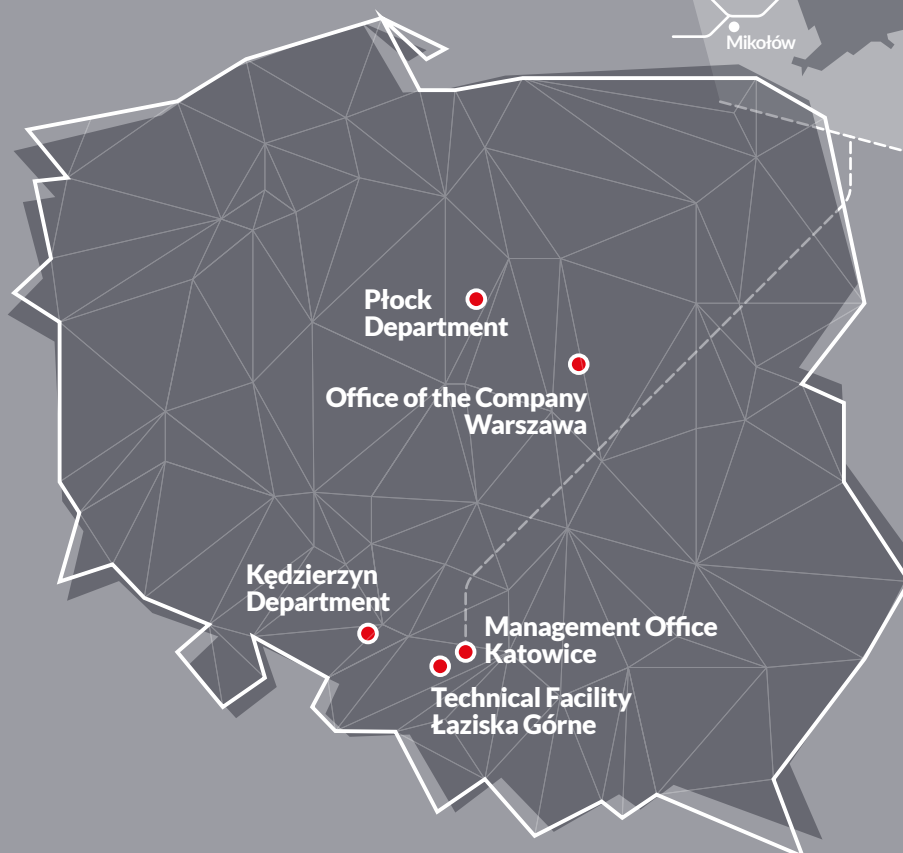 Mikołów
Płock
Department
Office of the Company
Warszawa
Kędzierzyn
Department
Management Office
Katowice
Technical Facility
Łaziska Górne